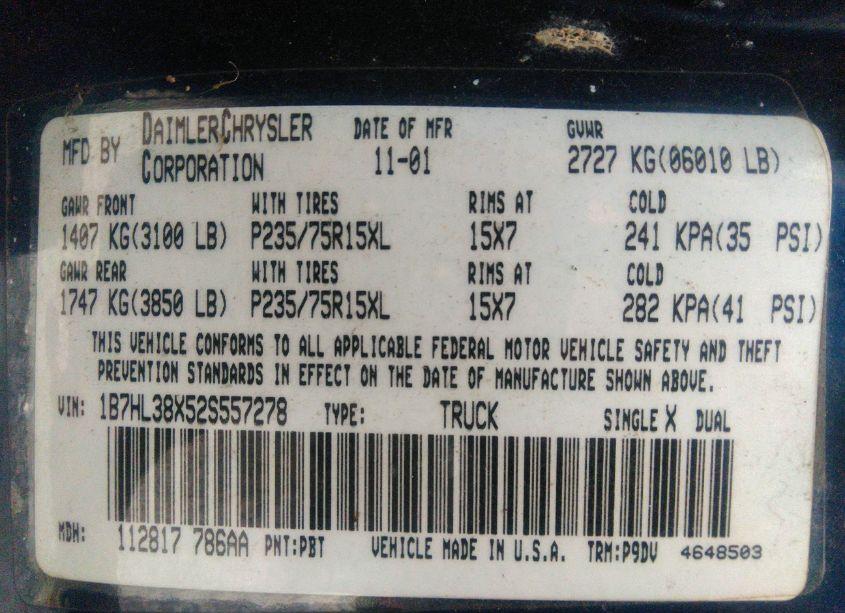 MFD BY DAIMLERCHRYSLER CORPORATION DATE OF MFR 11-01 GVWR 2727 KG(06010 LB)
GAWR FRONT WITH TIRES RIMS AT COLD
1407 KG(3100 LB) P235/75R15XL 15X7 241 KPA(35 PSI)
GAWR REAR WITH TIRES RIMS AT COLD
1747 KG(3850 LB) P235/75R15XL 15X7 282 KPA(41 PSI)
THIS VEHICLE CONFORMS TO ALL APPLICABLE FEDERAL MOTOR VEHICLE SAFETY AND THEFT
PREVENTION STANDARDS IN EFFECT ON THE DATE OF MANUFACTURE SHOWN ABOVE.
VIN: 1B7HL38X52S557278 TYPE: TRUCK SINGLE X DUAL
MDH: 112817 786AA PNT:PBT VEHICLE MADE IN U.S.A. TRM:P9DV 4648503